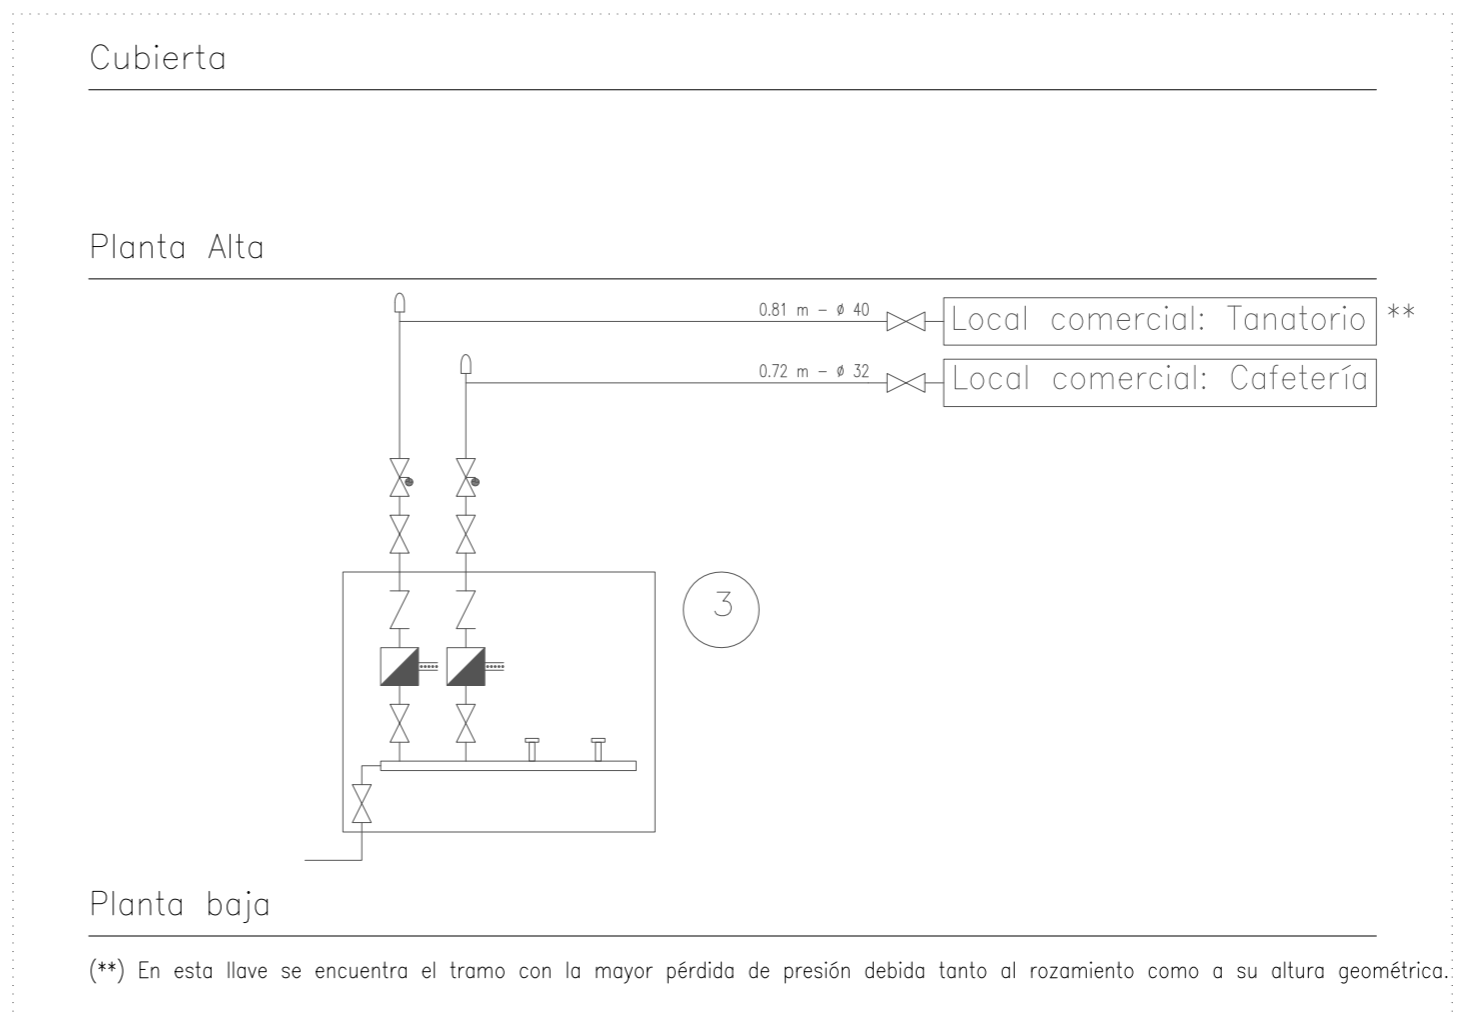 Cubierta
Planta Alta
0.81 m - ø 40
Local comercial: Tanatorio **
0.72 m - ø 32
Local comercial: Cafetería
3
Planta baja
(**) En esta llave se encuentra el tramo con la mayor pérdida de presión debida tanto al rozamiento como a su altura geométrica.